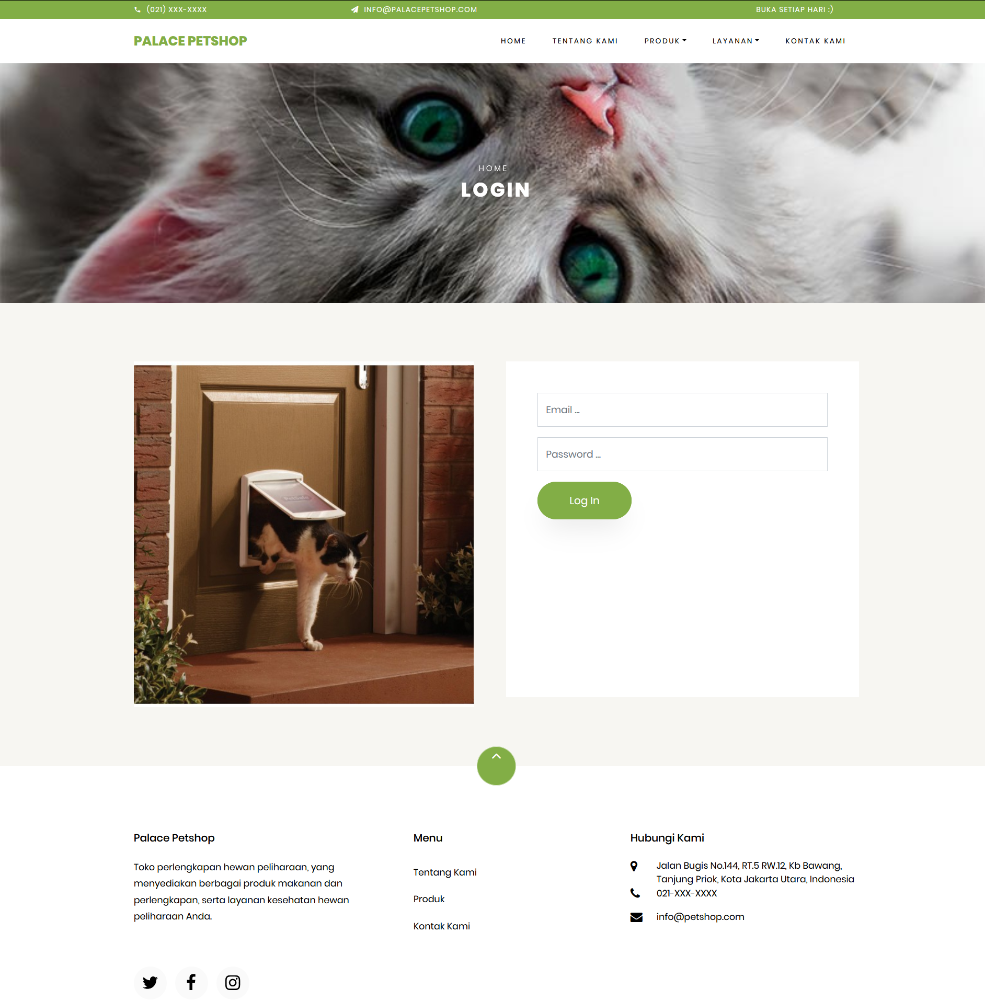 (021) XXX-XXXX
INFO@PALACEPETSHOP.COM
BUKA SETIAP HARI :)
PALACE PETSHOP
HOME
TENTANG KAMI
PRODUK
LAYANAN
KONTAK KAMI
HOME
LOGIN
Email ...
Password ...
Log In
Palace Petshop
Toko perlengkapan hewan peliharaan, yang
menyediakan berbagai produk makanan dan
perlengkapan, serta layanan kesehatan hewan
peliharaan Anda.
Menu
Tentang Kami
Produk
Kontak Kami
Hubungi Kami
Jalan Bugis No.144, RT.5 RW.12, Kb Bawang,
Tanjung Priok, Kota Jakarta Utara, Indonesia
021-XXX-XXXX
info@petshop.com